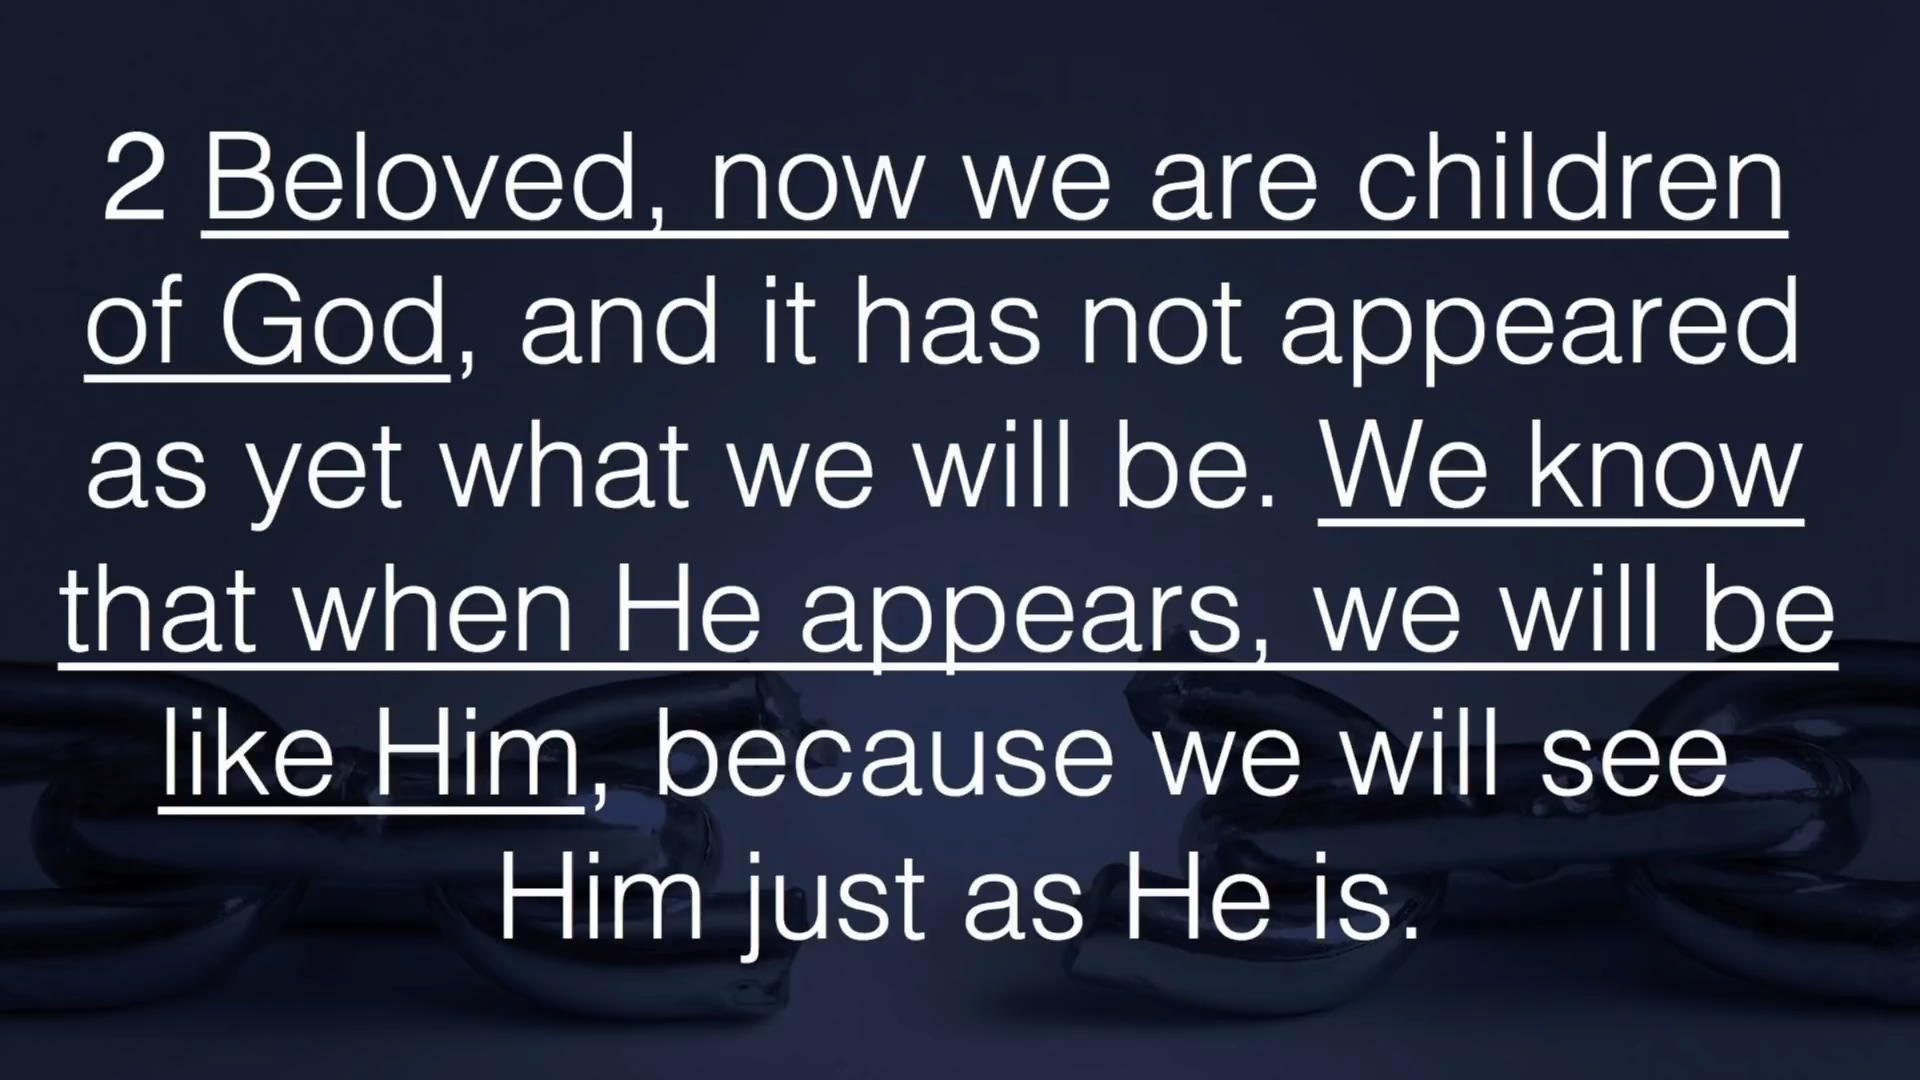 2 Beloved, now we are children
of God, and it has not appeared
as yet what we will be. We know
that when He appears, we will be
like Him, because we will see
Him just as He is.